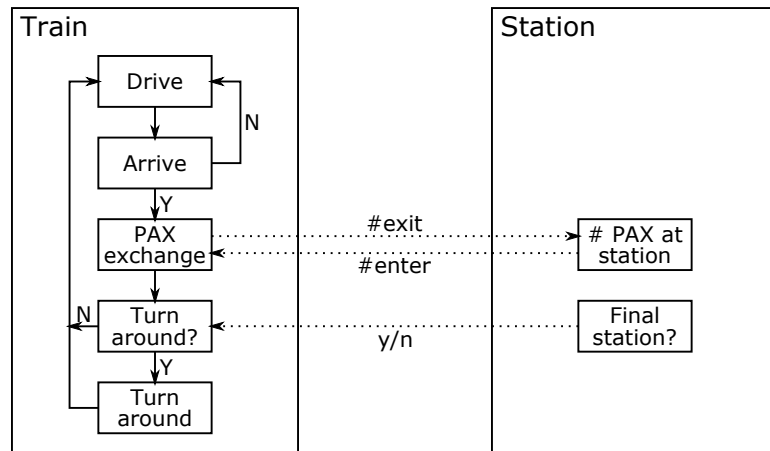 Train
Station
Drive
N
Arrive
Y
PAX
exchange
#exit
#enter
# PAX at
station
N
Turn
around?
y/n
Final
station?
Y
Turn
around